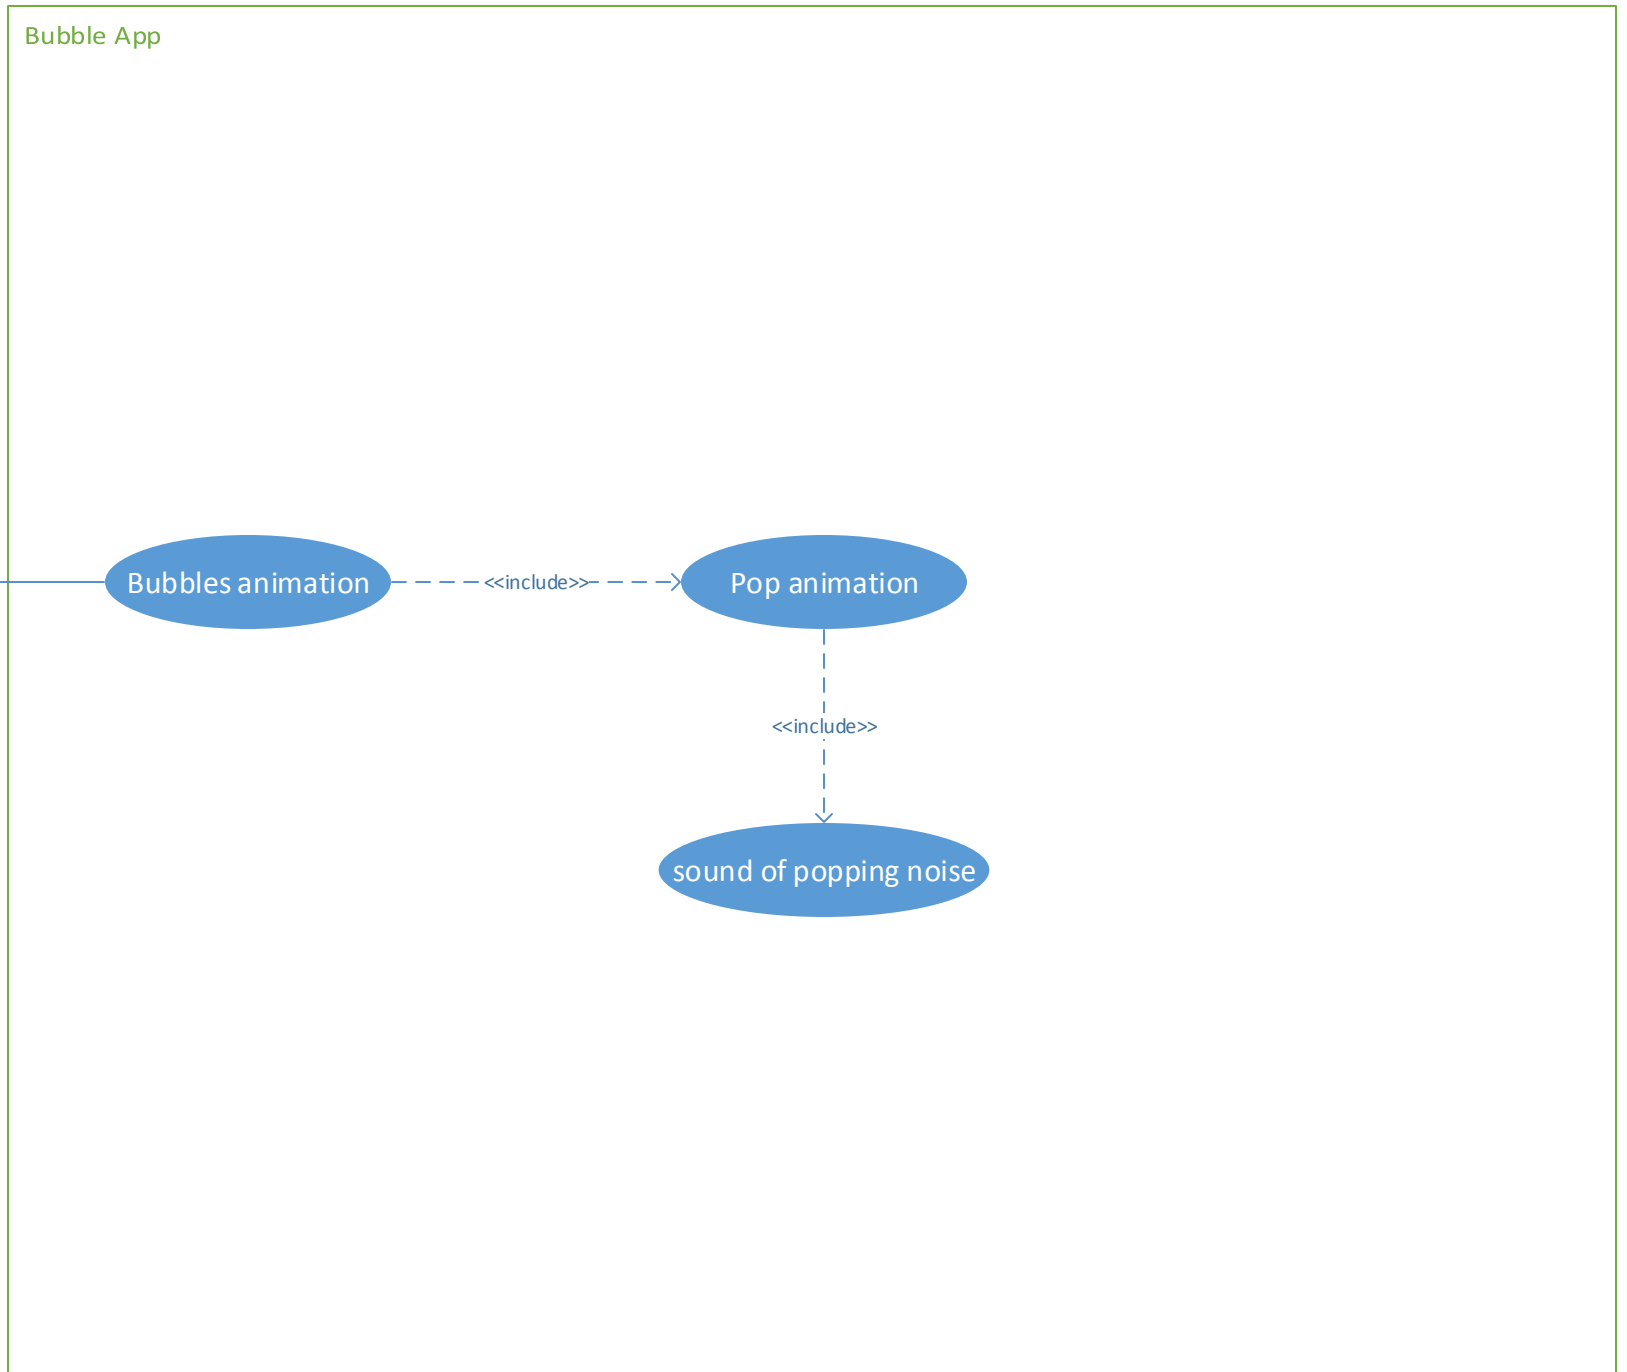 Bubble App
Bubbles animation
<<include>>
Pop animation
<<include>>
sound of popping noise